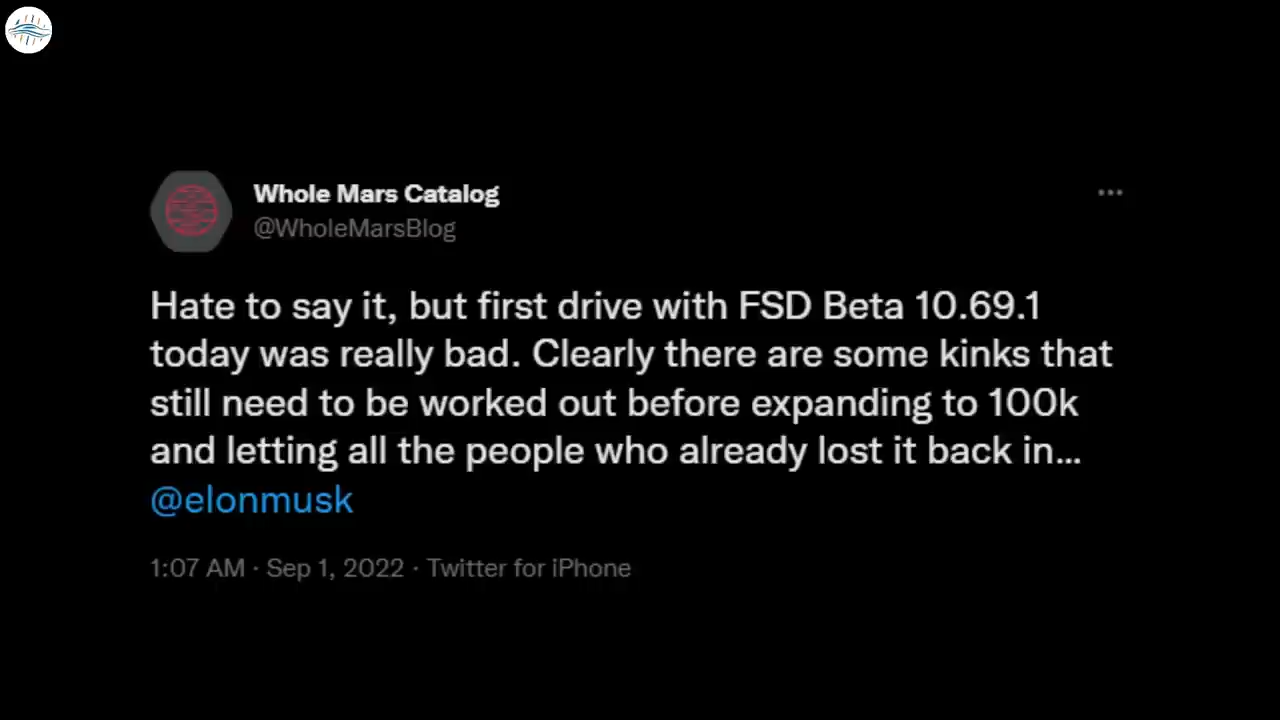 Whole Mars Catalog
@WholeMarsBlog
Hate to say it, but first drive with FSD Beta 10.69.1
today was really bad. Clearly there are some kinks that
still need to be worked out before expanding to 100k
and letting all the people who already lost it back in...
@elonmusk
1:07 AM · Sep 1, 2022 · Twitter for iPhone